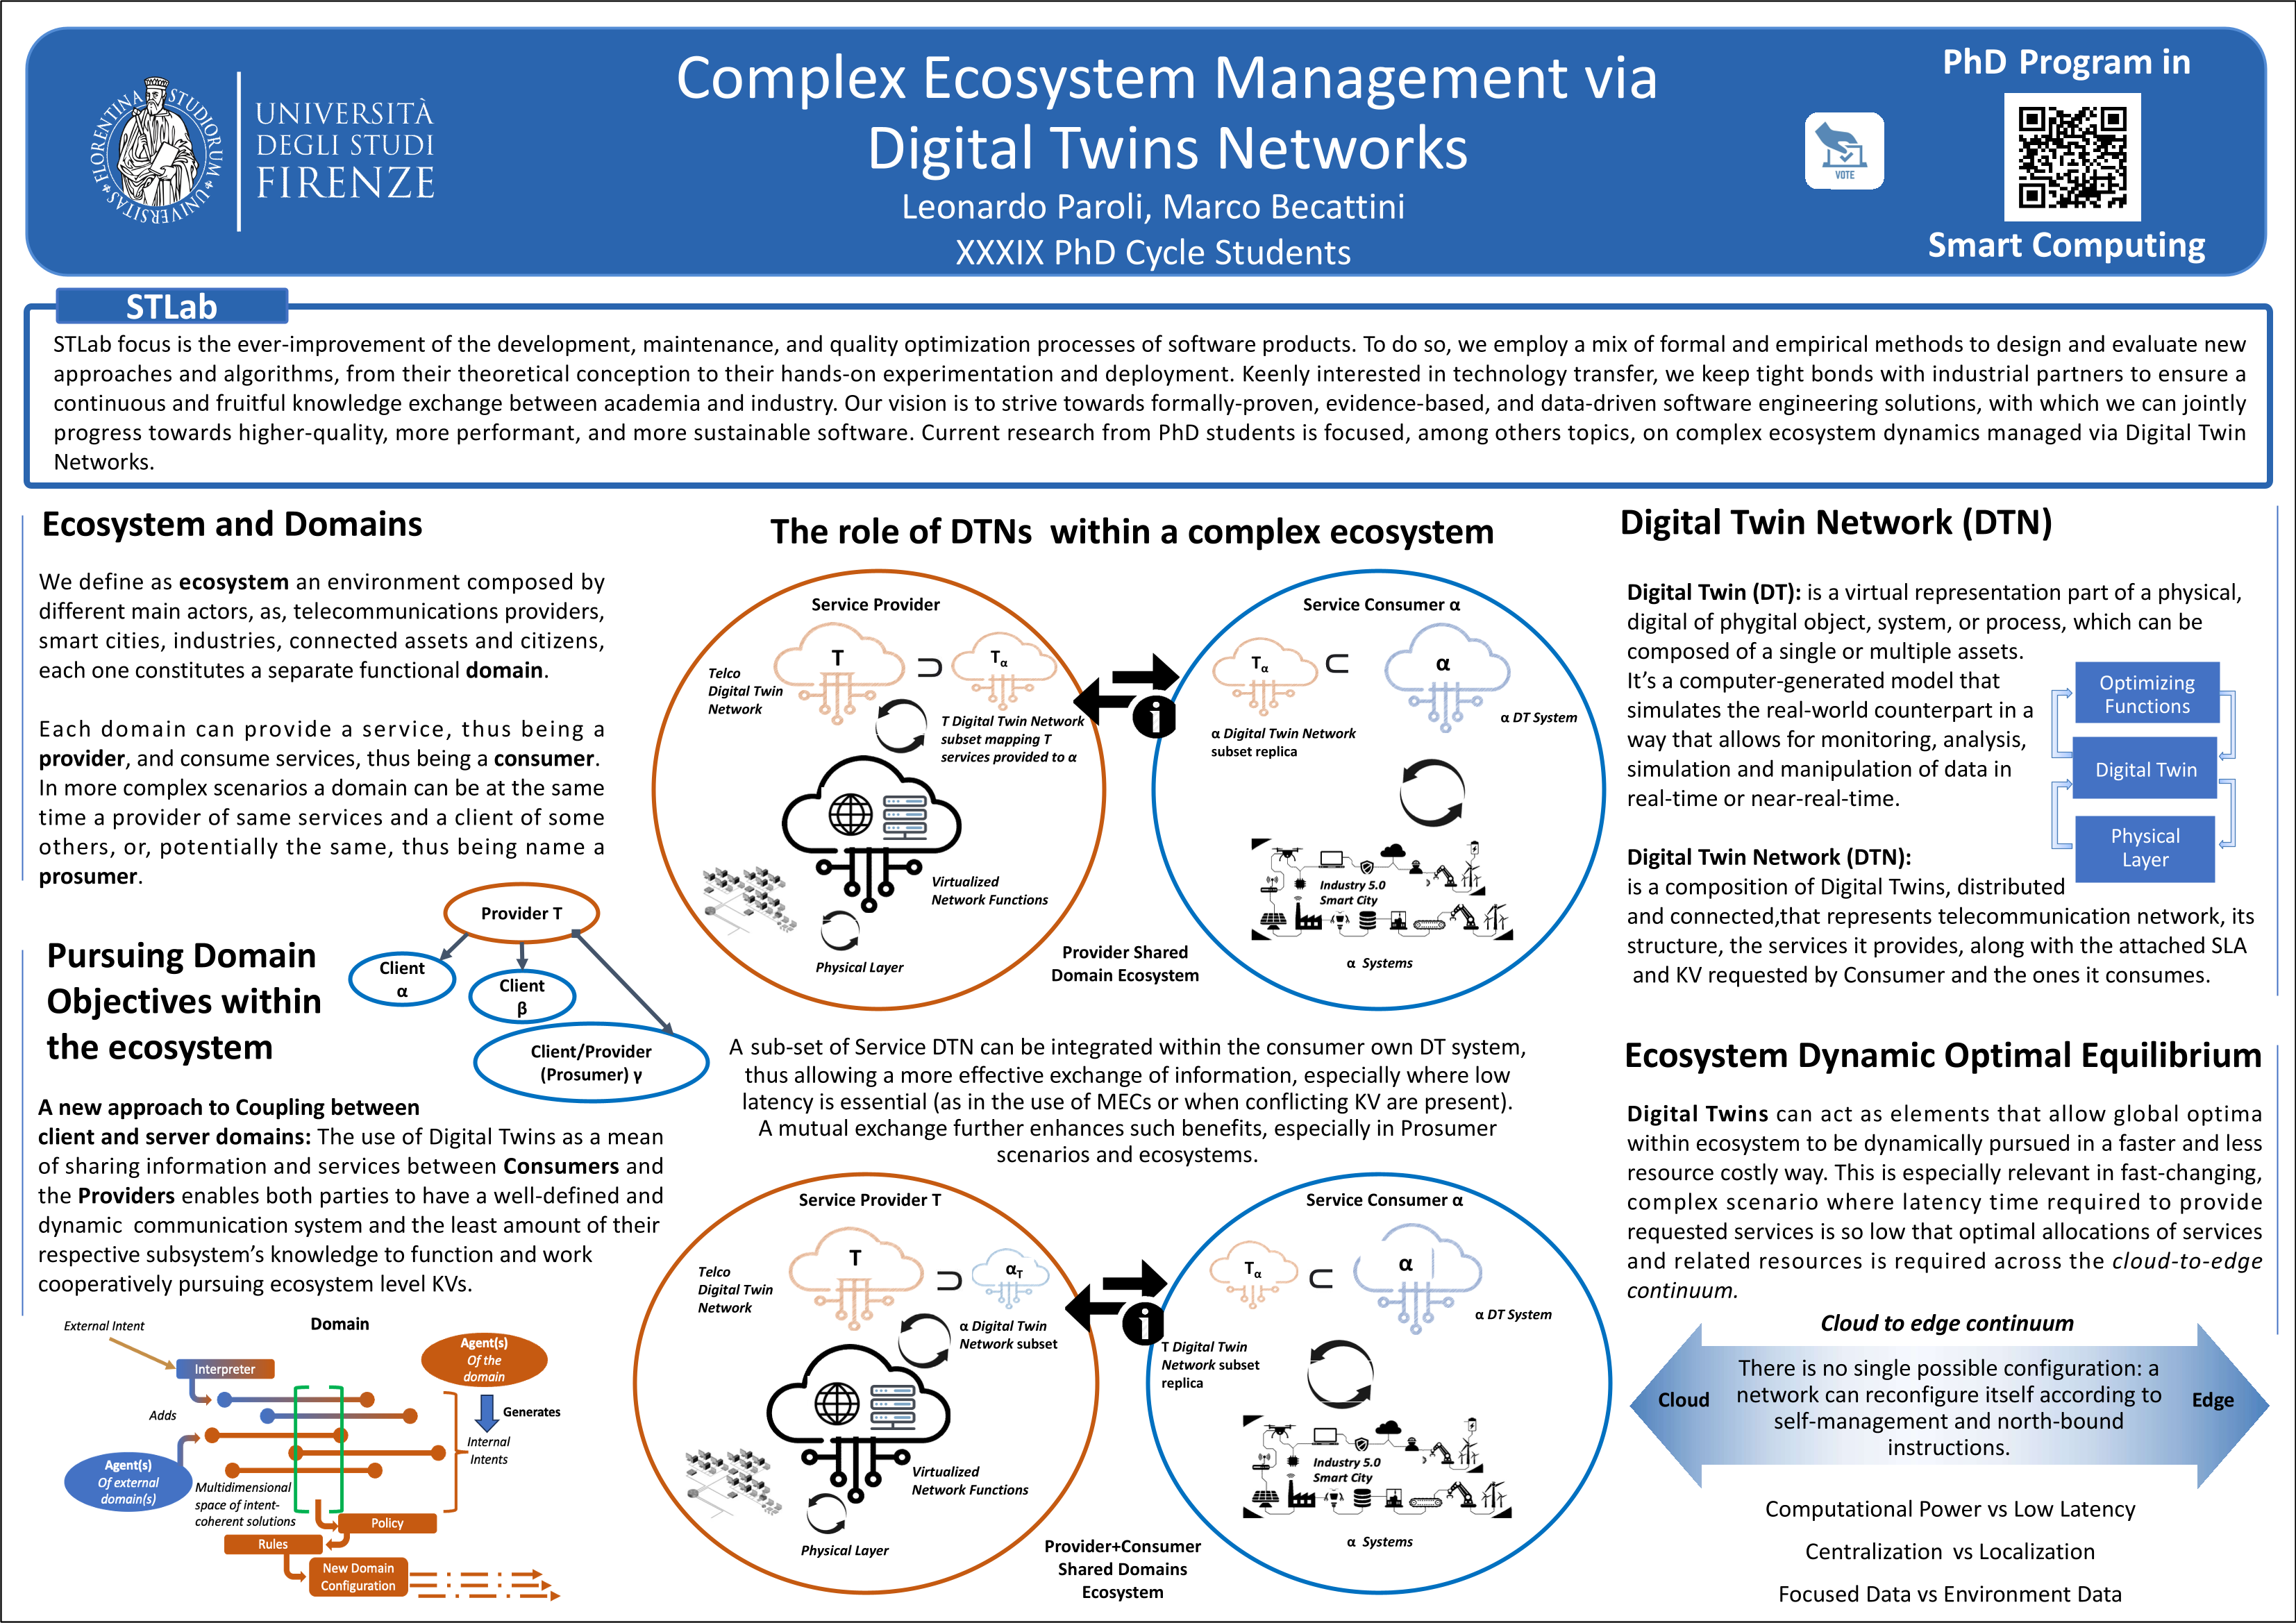 UNIVERSITÀ
DEGLI STUDI
FIRENZE
FLORENTINA STUDIORUM UNIVERSITAS
Complex Ecosystem Management via
Digital Twins Networks
Leonardo Paroli, Marco Becattini
XXXIX PhD Cycle Students
VOTE
PhD Program in
Smart Computing
STLab
STLab focus is the ever-improvement of the development, maintenance, and quality optimization processes of software products. To do so, we employ a mix of formal and empirical methods to design and evaluate new
approaches and algorithms, from their theoretical conception to their hands-on experimentation and deployment. Keenly interested in technology transfer, we keep tight bonds with industrial partners to ensure a
continuous and fruitful knowledge exchange between academia and industry. Our vision is to strive towards formally-proven, evidence-based, and data-driven software engineering solutions, with which we can jointly
progress towards higher-quality, more performant, and more sustainable software. Current research from PhD students is focused, among others topics, on complex ecosystem dynamics managed via Digital Twin
Networks.
Ecosystem and Domains
We define as ecosystem an environment composed by
different main actors, as, telecommunications providers,
smart cities, industries, connected assets and citizens,
each one constitutes a separate functional domain.
Each domain can provide a service, thus being a
provider, and consume services, thus being a consumer.
In more complex scenarios a domain can be at the same
time a provider of same services and a client of some
others, or, potentially the same, thus being name a
prosumer.
Provider T
Client
α
Client
β
Client/Provider
(Prosumer) γ
Pursuing Domain
Objectives within
the ecosystem
A new approach to Coupling between
client and server domains: The use of Digital Twins as a mean
of sharing information and services between Consumers and
the Providers enables both parties to have a well-defined and
dynamic communication system and the least amount of their
respective subsystem's knowledge to function and work
cooperatively pursuing ecosystem level KVs.
External Intent
Domain
Interpreter
Agent(s)
Of the
domain
Generates
Adds
Internal
Intents
Agent(s)
Of external
domain(s)
Multidimensional
space of intent-
coherent solutions
Policy
Rules
New Domain
Configuration
The role of DTNs within a complex ecosystem
Service Provider
T
⊃
Tα
Telco
Digital Twin
Network
T Digital Twin Network
subset mapping T
services provided to α
Virtualized
Network Functions
Physical Layer
Provider Shared
Domain Ecosystem
i
Service Consumer α
Tα
⊂
α
α DT System
α Digital Twin Network
subset replica
Industry 5.0
Smart City
α Systems
A sub-set of Service DTN can be integrated within the consumer own DT system,
thus allowing a more effective exchange of information, especially where low
latency is essential (as in the use of MECs or when conflicting KV are present).
A mutual exchange further enhances such benefits, especially in Prosumer
scenarios and ecosystems.
Service Provider T
T
⊃
αT
Telco
Digital Twin
Network
α Digital Twin
Network subset
Virtualized
Network Functions
Physical Layer
Provider+Consumer
Shared Domains
Ecosystem
i
Service Consumer α
Tα
⊂
α
α DT System
T Digital Twin
Network subset
replica
Industry 5.0
Smart City
α Systems
Digital Twin Network (DTN)
Digital Twin (DT): is a virtual representation part of a physical,
digital of phygital object, system, or process, which can be
composed of a single or multiple assets.
It's a computer-generated model that
simulates the real-world counterpart in a
way that allows for monitoring, analysis,
simulation and manipulation of data in
real-time or near-real-time.
Optimizing
Functions
Digital Twin
Physical
Layer
Digital Twin Network (DTN):
is a composition of Digital Twins, distributed
and connected,that represents telecommunication network, its
structure, the services it provides, along with the attached SLA
and KV requested by Consumer and the ones it consumes.
Ecosystem Dynamic Optimal Equilibrium
Digital Twins can act as elements that allow global optima
within ecosystem to be dynamically pursued in a faster and less
resource costly way. This is especially relevant in fast-changing,
complex scenario where latency time required to provide
requested services is so low that optimal allocations of services
and related resources is required across the cloud-to-edge
continuum.
Cloud to edge continuum
Cloud
There is no single possible configuration: a
network can reconfigure itself according to
self-management and north-bound
instructions.
Edge
Computational Power vs Low Latency
Centralization vs Localization
Focused Data vs Environment Data